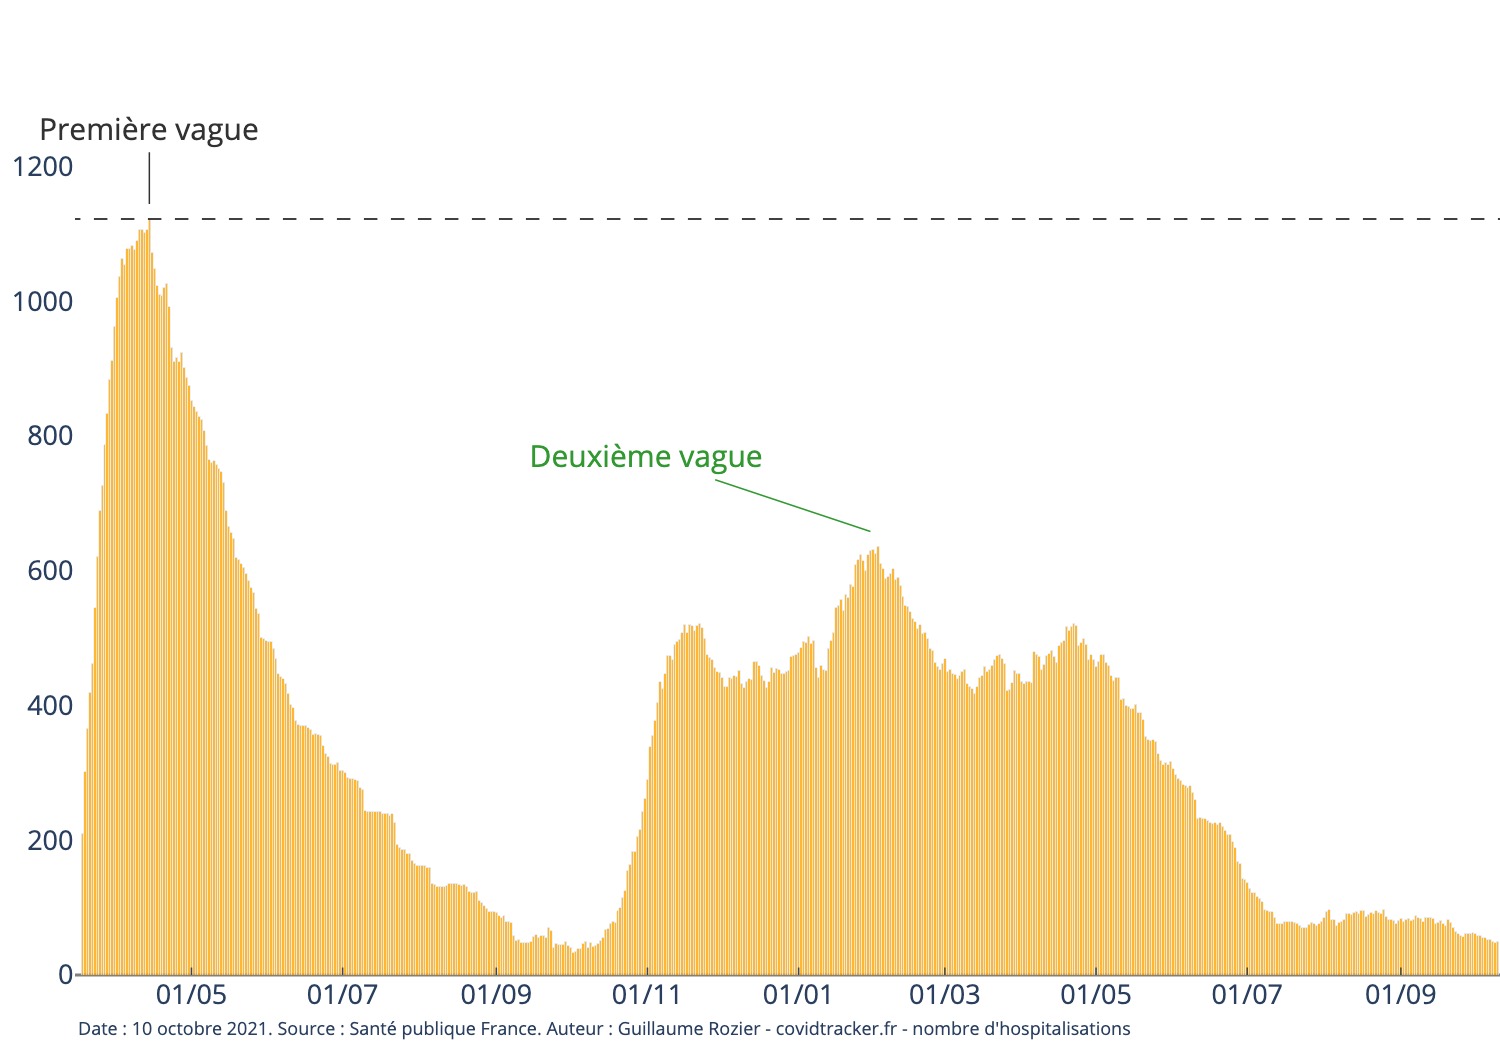 Première vague
1200
1000
800
Deuxième vague
600
400
200
0
01/05 01/07 01/09 01/11 01/01 01/03 01/05 01/07 01/09
Date : 10 octobre 2021. Source : Santé publique France. Auteur : Guillaume Rozier - covidtracker.fr - nombre d'hospitalisations